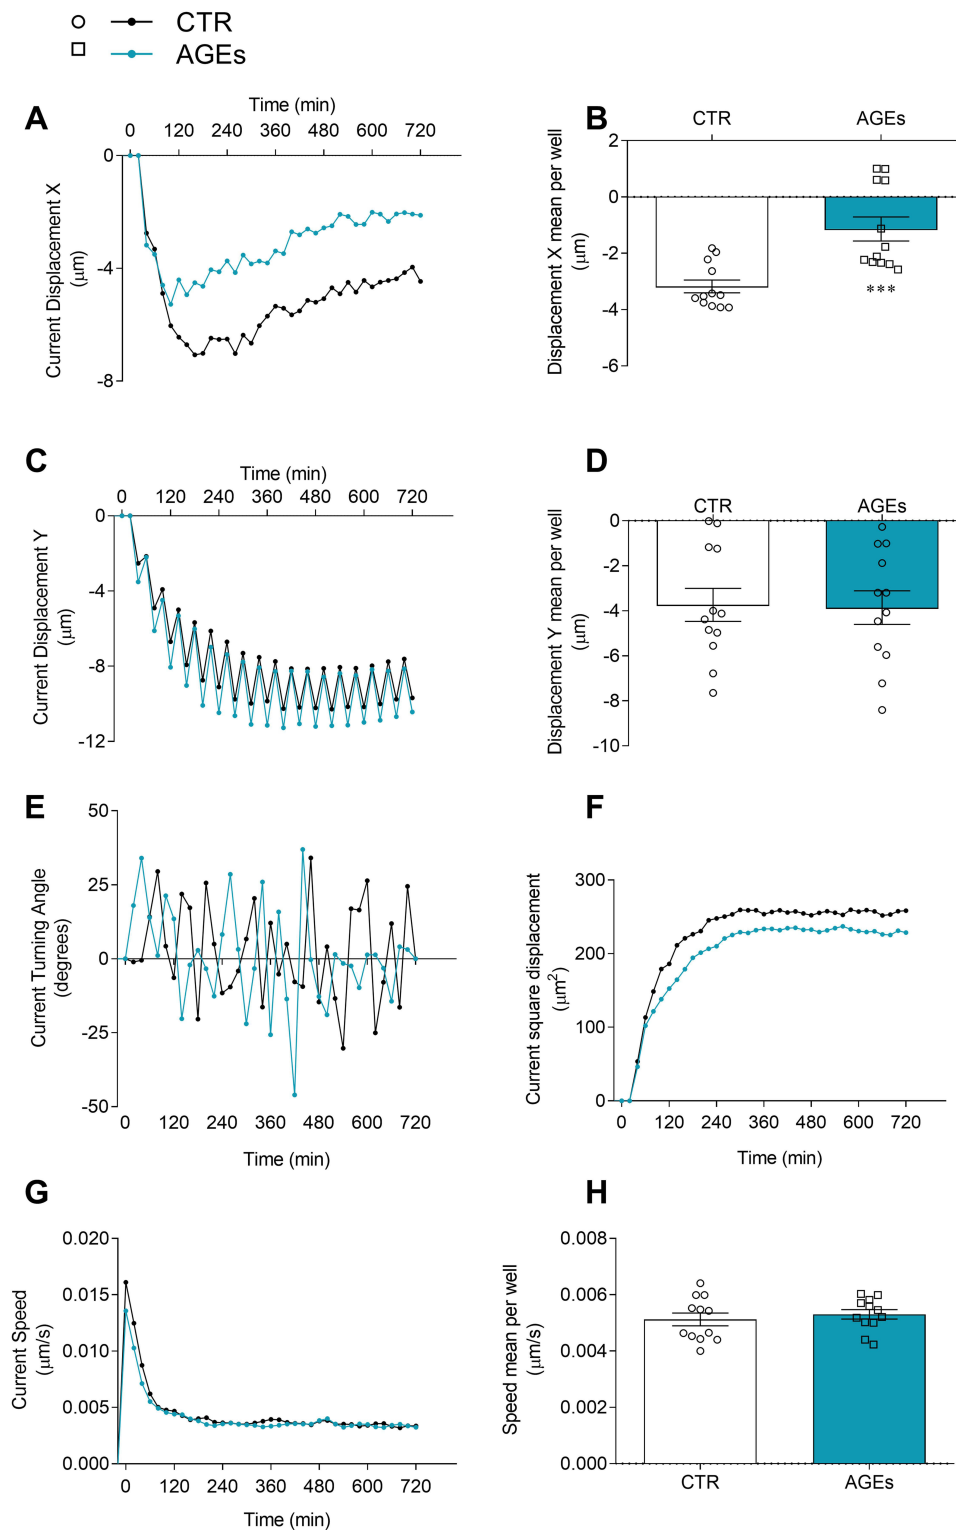 CTR
AGEs
A
Time (min)
0 120 240 360 480 600 720
0
-4
-8
Current Displacement X
(μm)
B
CTR AGEs
2
0
-2
-4
-6
Displacement X mean per well
(μm)
***
C
Time (min)
0 120 240 360 480 600 720
0
-4
-8
-12
Current Displacement Y
(μm)
D
CTR AGEs
0
-2
-4
-6
-8
-10
Displacement Y mean per well
(μm)
E
50
25
0
-25
-50
Current Turning Angle
(degrees)
0 120 240 360 480 600 720
Time (min)
F
300
200
100
0
Current square displacement
(μm2)
0 120 240 360 480 600 720
Time (min)
G
0.020
0.015
0.010
0.005
0.000
Current Speed
(μm/s)
0 120 240 360 480 600 720
Time (min)
H
0.008
0.006
0.004
0.002
0.000
Speed mean per well
(μm/s)
CTR AGEs